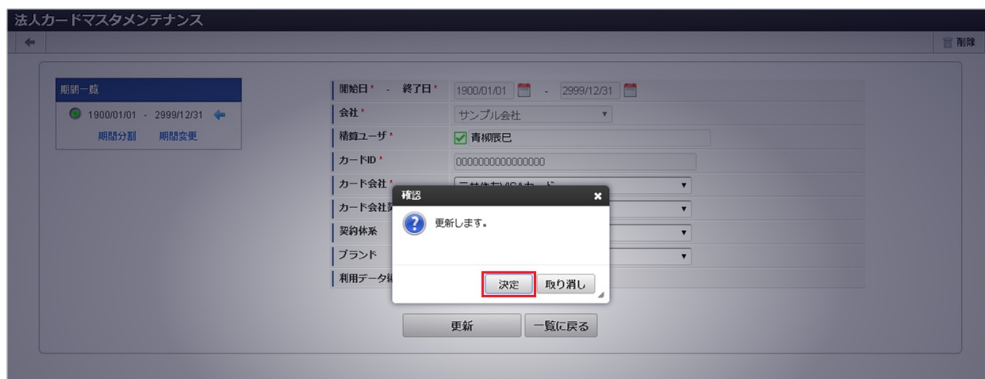 法人カードマスタメンテナンス
削除
期間一覧
1900/01/01 - 2999/12/31
期間分割 期間変更
開始日* - 終了日* 1900/01/01 - 2999/12/31
会社* サンプル会社
積算ユーザ* 青柳辰巳
カードID* 0000000000000000
カード会社*
カード会社
契約体系
ブランド
利用データ
確認
更新します。
決定 取り消し
更新 一覧に戻る